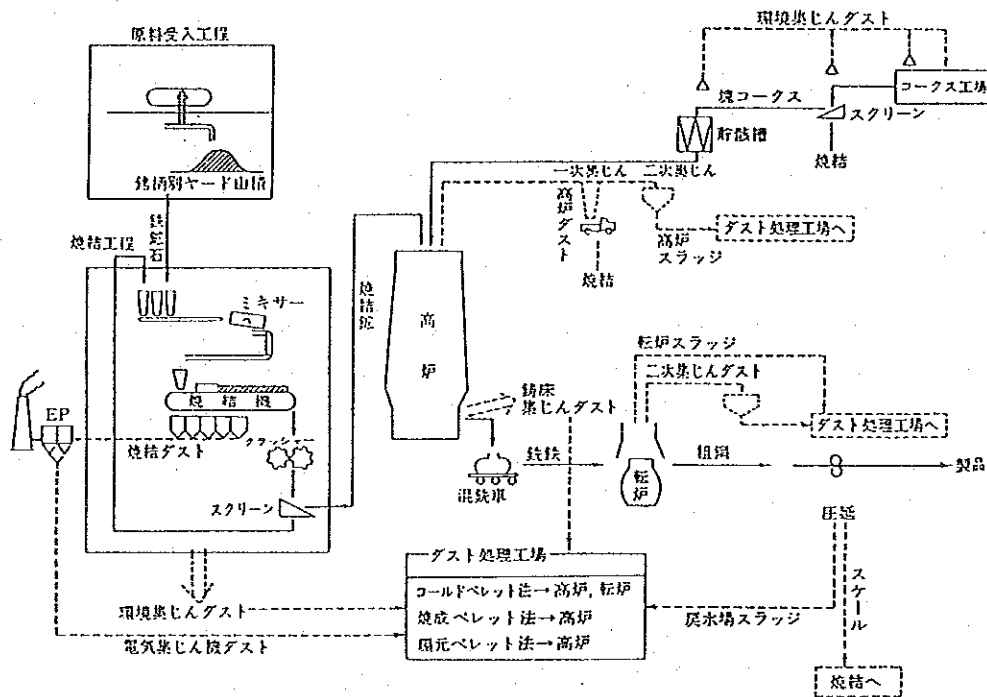 原料受入工程
銘柄別ヤード山積
鉄鉱石
焼結工程
ミキサー
焼結機
クラッシャー
EP
焼結ダスト
スクリーン
焼結鉱
環境集じんダスト
電気集じん機ダスト
環境集じんダスト
コークス工場
塊コークス
スクリーン
貯骸槽
焼結
一次集じん
二次集じん
高炉ダスト
焼結
高炉スラッジ
ダスト処理工場へ
高炉
鋳床
集じんダスト
銑鉄
混銑車
転炉スラッジ
二次集じんダスト
ダスト処理工場へ
転炉
粗鋼
製品
圧延
スケール
戻水場スラッジ
焼結へ
ダスト処理工場
コールドペレット法→高炉, 転炉
焼成ペレット法→高炉
還元ペレット法→高炉